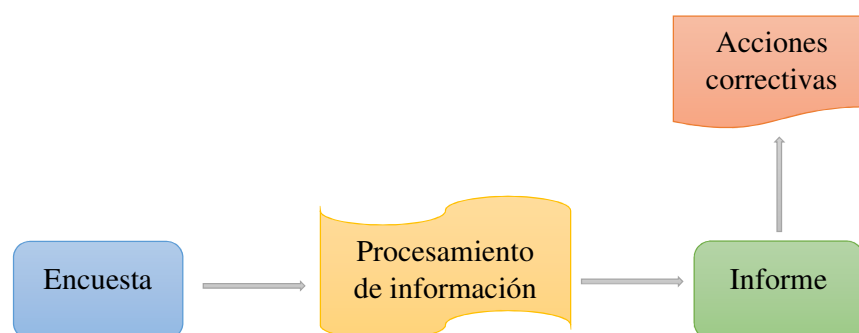 Encuesta
Procesamiento
de información
Informe
Acciones
correctivas